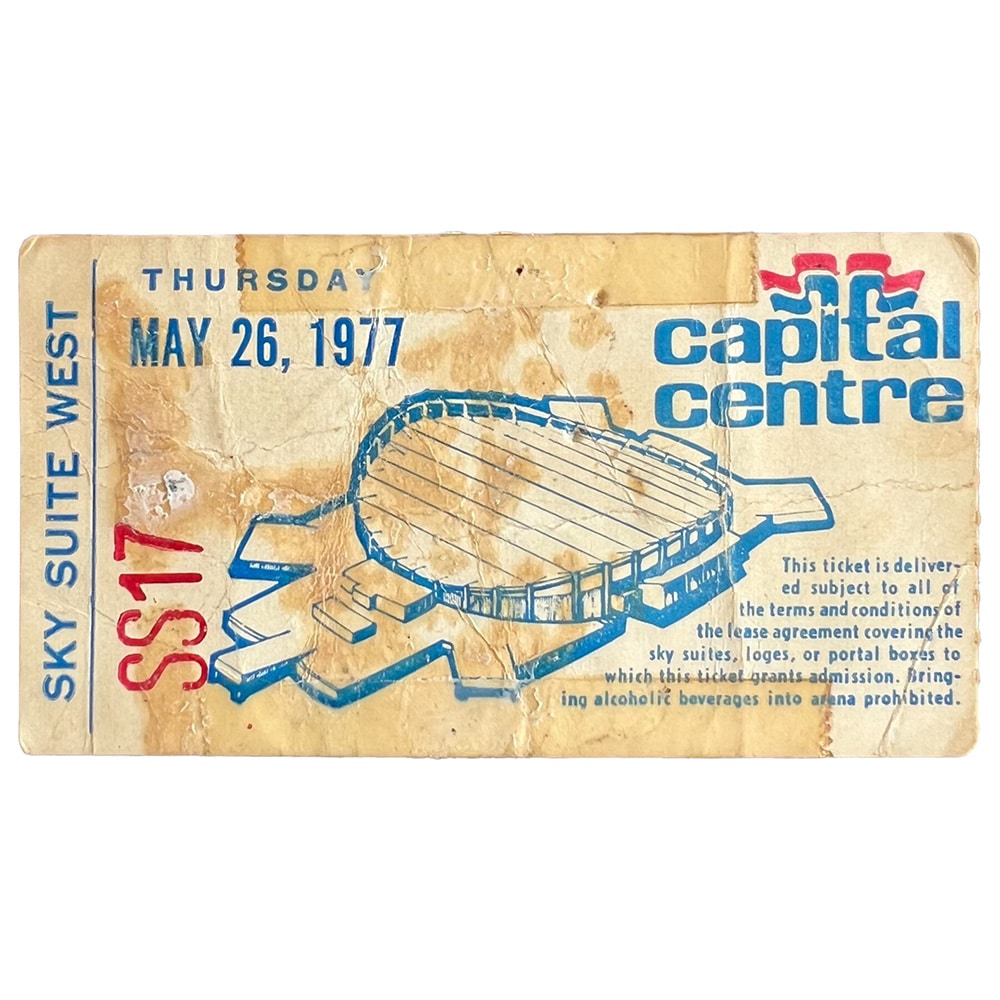 SKY SUITE WEST
THURSDAY
MAY 26, 1977
SS17
capital
centre
This ticket is deliver-
ed subject to all of
the terms and conditions of
the lease agreement covering the
sky suites, loges, or portal boxes to
which this ticket grants admission. Bring-
ing alcoholic beverages into arena prohibited.